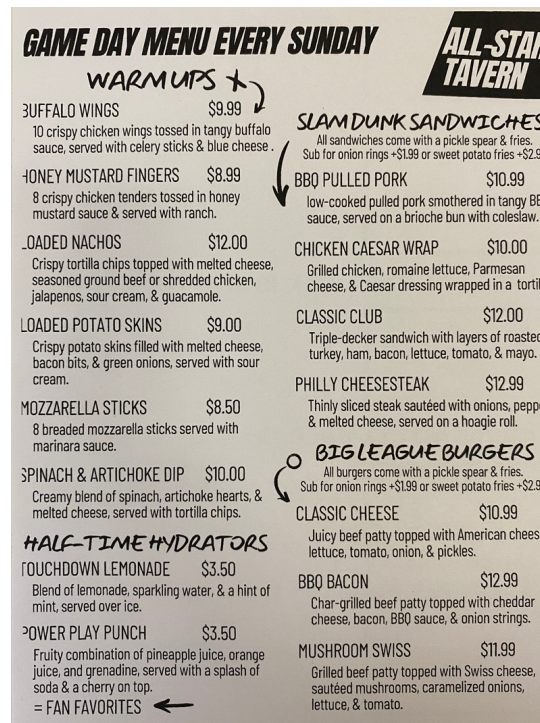 GAME DAY MENU EVERY SUNDAY
ALL-STAR
TAVERN
WARM UPS
BUFFALO WINGS $9.99
10 crispy chicken wings tossed in tangy buffalo
sauce, served with celery sticks & blue cheese .
HONEY MUSTARD FINGERS $8.99
8 crispy chicken tenders tossed in honey
mustard sauce & served with ranch.
LOADED NACHOS $12.00
Crispy tortilla chips topped with melted cheese,
seasoned ground beef or shredded chicken,
jalapenos, sour cream, & guacamole.
LOADED POTATO SKINS $9.00
Crispy potato skins filled with melted cheese,
bacon bits, & green onions, served with sour
cream.
MOZZARELLA STICKS $8.50
8 breaded mozzarella sticks served with
marinara sauce.
SPINACH & ARTICHOKE DIP $10.00
Creamy blend of spinach, artichoke hearts, &
melted cheese, served with tortilla chips.
HALF-TIME HYDRATORS
TOUCHDOWN LEMONADE $3.50
Blend of lemonade, sparkling water, & a hint of
mint, served over ice.
POWER PLAY PUNCH $3.50
Fruity combination of pineapple juice, orange
juice, and grenadine, served with a splash of
soda & a cherry on top.
= FAN FAVORITES
SLAM DUNK SANDWICHES
All sandwiches come with a pickle spear & fries.
Sub for onion rings +$1.99 or sweet potato fries +$2.9
BBQ PULLED PORK $10.99
low-cooked pulled pork smothered in tangy BB
sauce, served on a brioche bun with coleslaw.
CHICKEN CAESAR WRAP $10.00
Grilled chicken, romaine lettuce, Parmesan
cheese, & Caesar dressing wrapped in a tortil
CLASSIC CLUB $12.00
Triple-decker sandwich with layers of roasted
turkey, ham, bacon, lettuce, tomato, & mayo.
PHILLY CHEESESTEAK $12.99
Thinly sliced steak sautéed with onions, peppe
& melted cheese, served on a hoagie roll.
BIG LEAGUE BURGERS
All burgers come with a pickle spear & fries.
Sub for onion rings +$1.99 or sweet potato fries +$2.9
CLASSIC CHEESE $10.99
Juicy beef patty topped with American chees
lettuce, tomato, onion, & pickles.
BBQ BACON $12.99
Char-grilled beef patty topped with cheddar
cheese, bacon, BBQ sauce, & onion strings.
MUSHROOM SWISS $11.99
Grilled beef patty topped with Swiss cheese,
sautéed mushrooms, caramelized onions,
lettuce, & tomato.